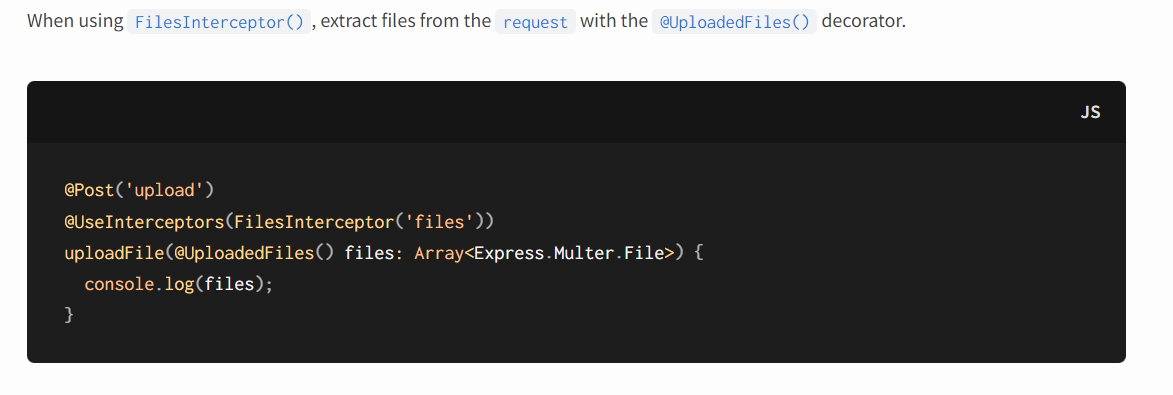 When using FilesInterceptor(), extract files from the request with the @UploadedFiles() decorator.
JS
@Post('upload')
@UseInterceptors(FilesInterceptor('files'))
uploadFile(@UploadedFiles() files: Array<Express.Multer.File>) {
  console.log(files);
}